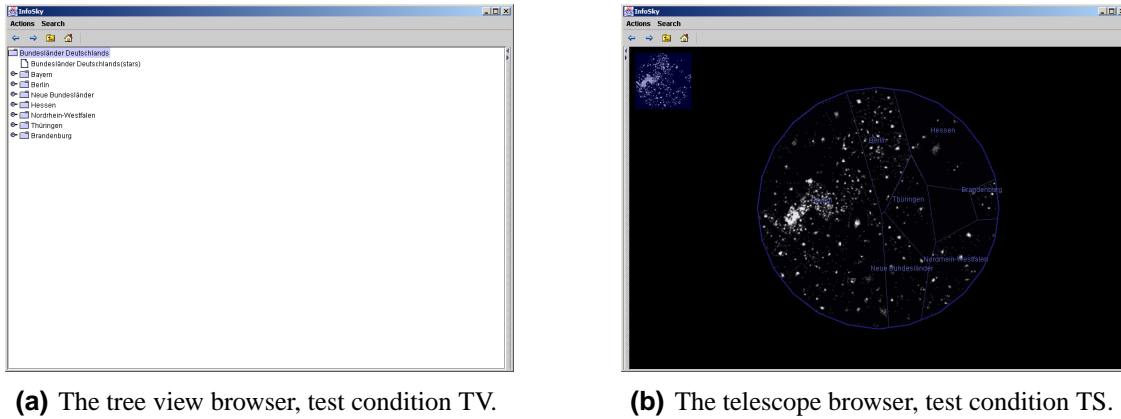 InfoSky
Actions Search
Bundesländer Deutschlands
Bundesländer Deutschlands(stars)
Bayern
Berlin
Neue Bundesländer
Hessen
Nordrhein-Westfalen
Thüringen
Brandenburg
(a) The tree view browser, test condition TV.
InfoSky
Actions Search
Hessen
Berlin
Brandenburg
Thüringen
Nordrhein-Westfalen
Neue Bundesländer
(b) The telescope browser, test condition TS.